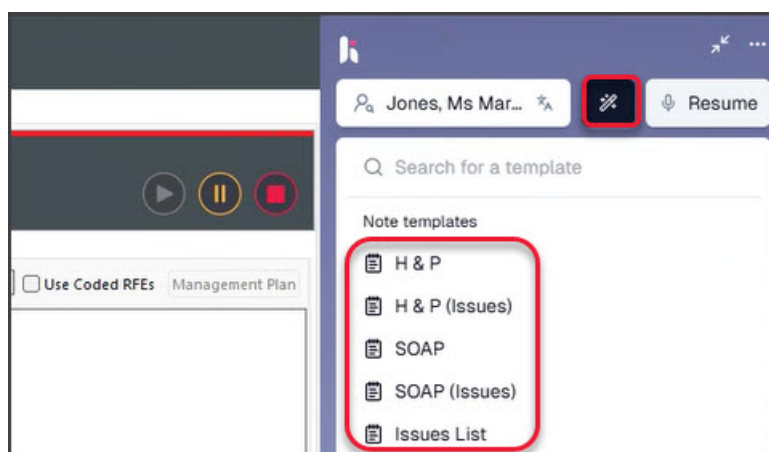 Jones, Ms Mar...
Resume
Search for a template
Note templates
H & P
Use Coded RFEs Management Plan
H & P (Issues)
SOAP
SOAP (Issues)
Issues List